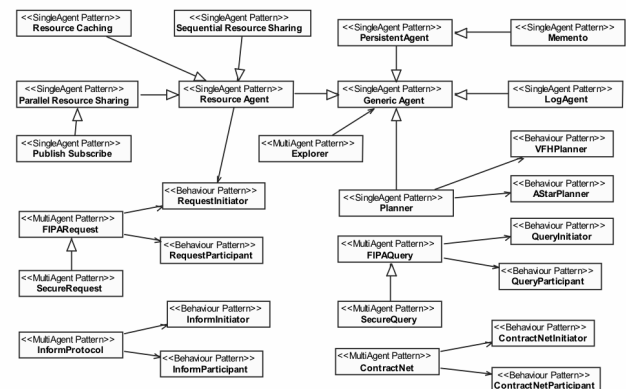 <<SingleAgent Pattern>>
Resource Caching
<<SingleAgent Pattern>>
Sequential Resource Sharing
<<SingleAgent Pattern>>
PersistentAgent
<<SingleAgent Pattern>>
Memento
<<SingleAgent Pattern>>
Parallel Resource Sharing
<<SingleAgent Pattern>>
Resource Agent
<<SingleAgent Pattern>>
Generic Agent
<<SingleAgent Pattern>>
LogAgent
<<SingleAgent Pattern>>
Publish Subscribe
<<MultiAgent Pattern>>
Explorer
<<Behaviour Pattern>>
VFHPlanner
<<Behaviour Pattern>>
RequestInitiator
<<SingleAgent Pattern>>
Planner
<<Behaviour Pattern>>
AStarPlanner
<<MultiAgent Pattern>>
FIPARequest
<<Behaviour Pattern>>
RequestParticipant
<<MultiAgent Pattern>>
FIPAQuery
<<Behaviour Pattern>>
QueryInitiator
<<MultiAgent Pattern>>
SecureRequest
<<Behaviour Pattern>>
QueryParticipant
<<Behaviour Pattern>>
InformInitiator
<<MultiAgent Pattern>>
SecureQuery
<<MultiAgent Pattern>>
InformProtocol
<<Behaviour Pattern>>
ContractNetInitiator
<<Behaviour Pattern>>
InformParticipant
<<MultiAgent Pattern>>
ContractNet
<<Behaviour Pattern>>
ContractNetParticipant